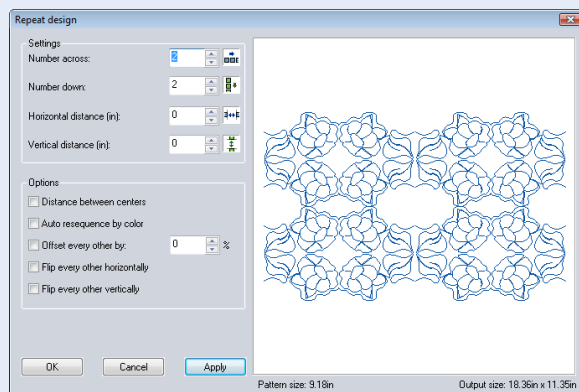 Repeat design
Settings
Number across: 2
Number down: 2
Horizontal distance (in): 0
Vertical distance (in): 0
Options
Distance between centers
Auto resequence by color
Offset every other by: 0 %
Flip every other horizontally
Flip every other vertically
OK Cancel Apply
Pattern size: 9.18in Output size: 18.36in x 11.35in